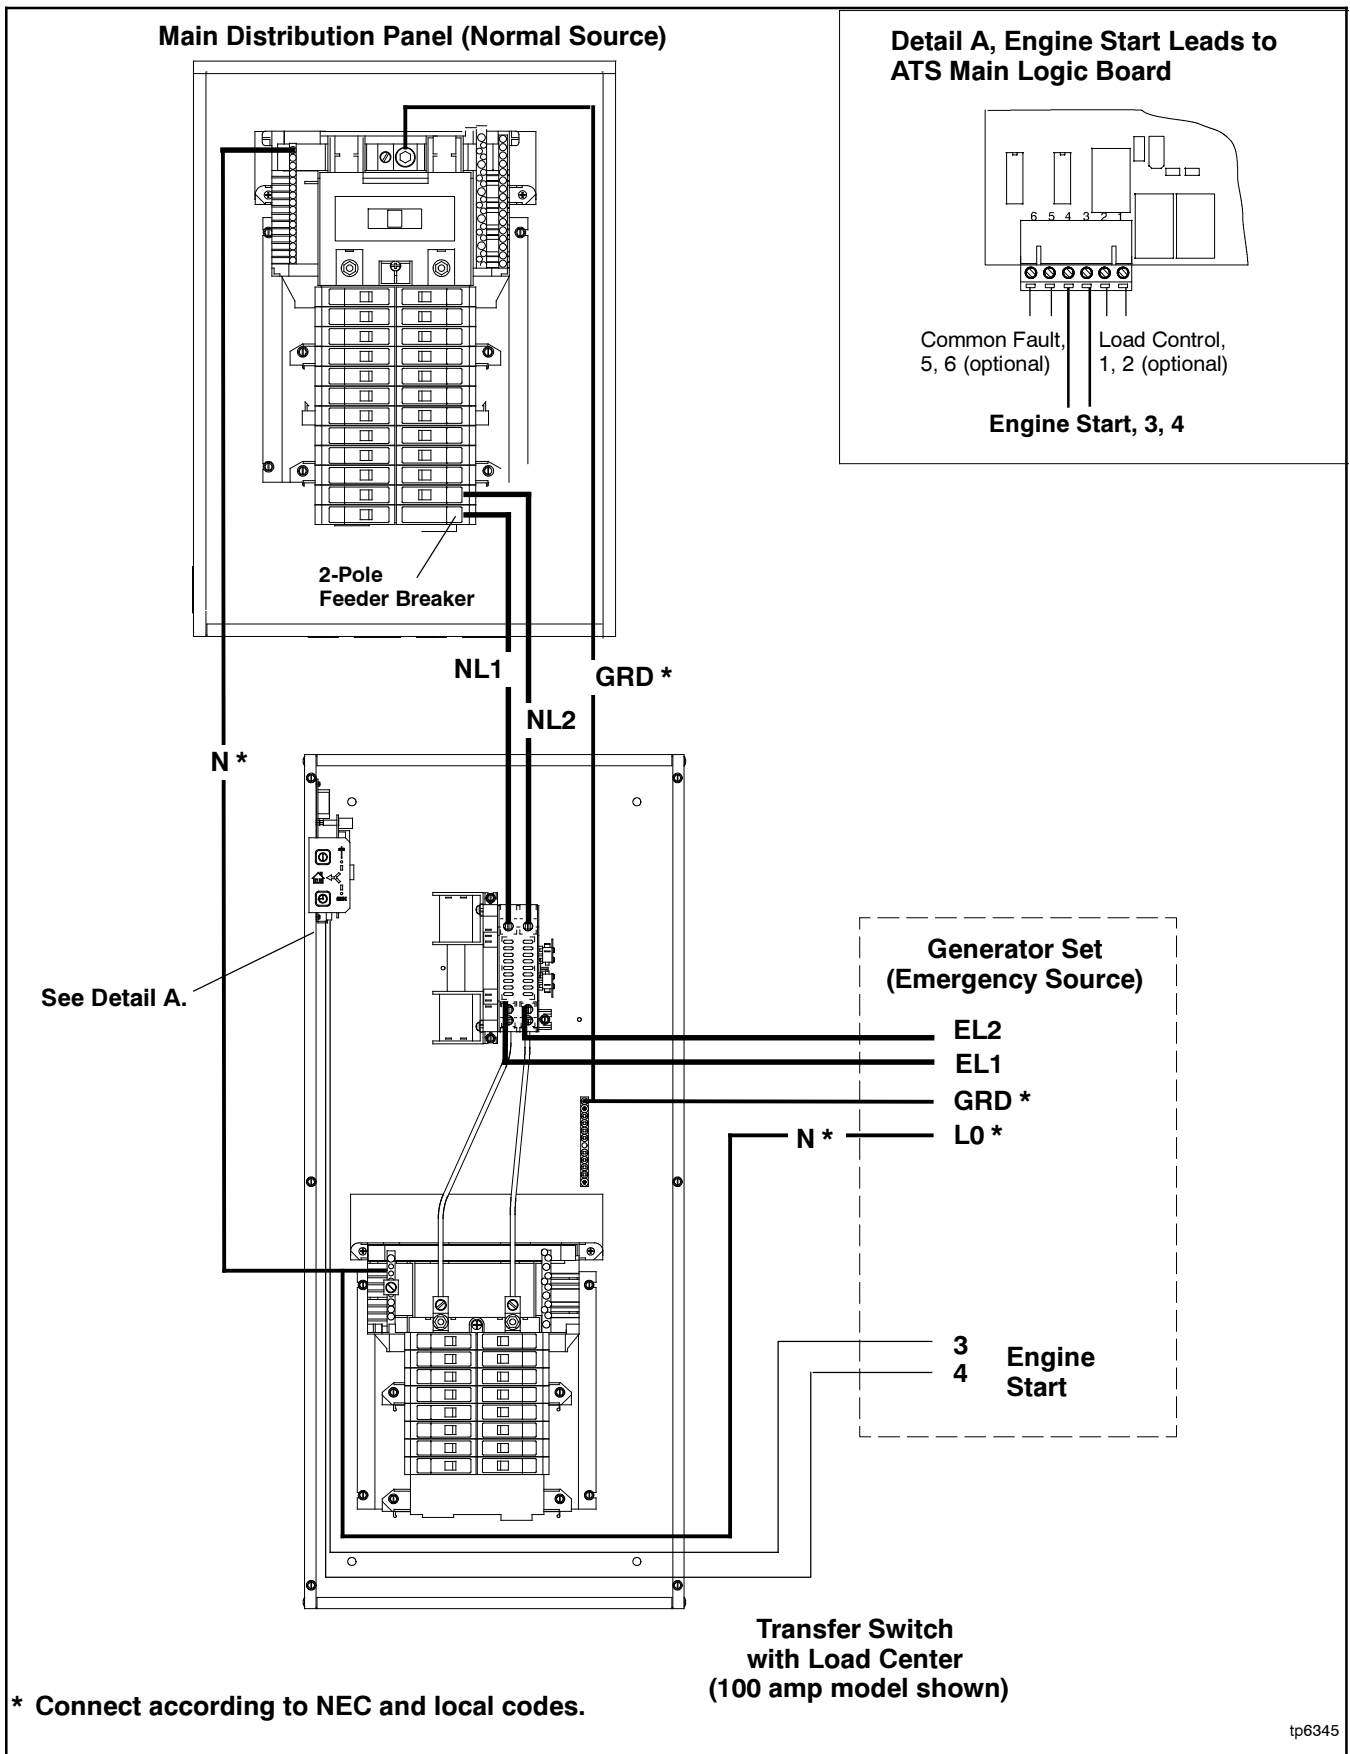 Main Distribution Panel (Normal Source)
Detail A, Engine Start Leads to
ATS Main Logic Board
6 5 4 3 2 1
Common Fault,
5, 6 (optional)
Load Control,
1, 2 (optional)
Engine Start, 3, 4
2-Pole
Feeder Breaker
NL1
GRD *
NL2
N *
See Detail A.
Generator Set
(Emergency Source)
EL2
EL1
GRD *
N *
L0 *
3
4
Engine
Start
Transfer Switch
with Load Center
(100 amp model shown)
* Connect according to NEC and local codes.
tp6345